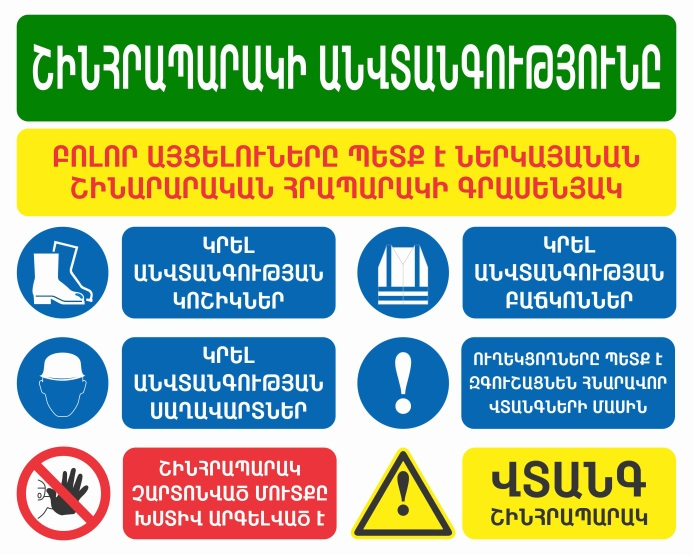 ՇԻՆՀՐԱՊԱՐԱԿԻ ԱՆՎՏԱՆԳՈՒԹՅՈՒՆԸ
ԲՈԼՈՐ ԱՅՑԵԼՈՒՆԵՐԸ ՊԵՏՔ Է ՆԵՐԿԱՅԱՆԱՆ
ՇԻՆԱՐԱՐԱԿԱՆ ՀՐԱՊԱՐԱԿԻ ԳՐԱՍԵՆՅԱԿ
ԿՐԵԼ
ԱՆՎՏԱՆԳՈՒԹՅԱՆ
ԿՈՇԻԿՆԵՐ
ԿՐԵԼ
ԱՆՎՏԱՆԳՈՒԹՅԱՆ
ԲԱՃԿՈՆՆԵՐ
ԿՐԵԼ
ԱՆՎՏԱՆԳՈՒԹՅԱՆ
ՍԱՂԱՎԱՐՏՆԵՐ
ՈՒՂԵԿՑՈՂՆԵՐԸ ՊԵՏՔ Է
ԶԳՈՒՇԱՑՆԵՆ ՀՆԱՐԱՎՈՐ
ՎՏԱՆԳՆԵՐԻ ՄԱՍԻՆ
ՇԻՆՀՐԱՊԱՐԱԿ
ՉԱՐՏՈՆՎԱԾ ՄՈՒՏՔԸ
ԽՍՏԻՎ ԱՐԳԵԼՎԱԾ Է
ՎՏԱՆԳ
ՇԻՆՀՐԱՊԱՐԱԿ